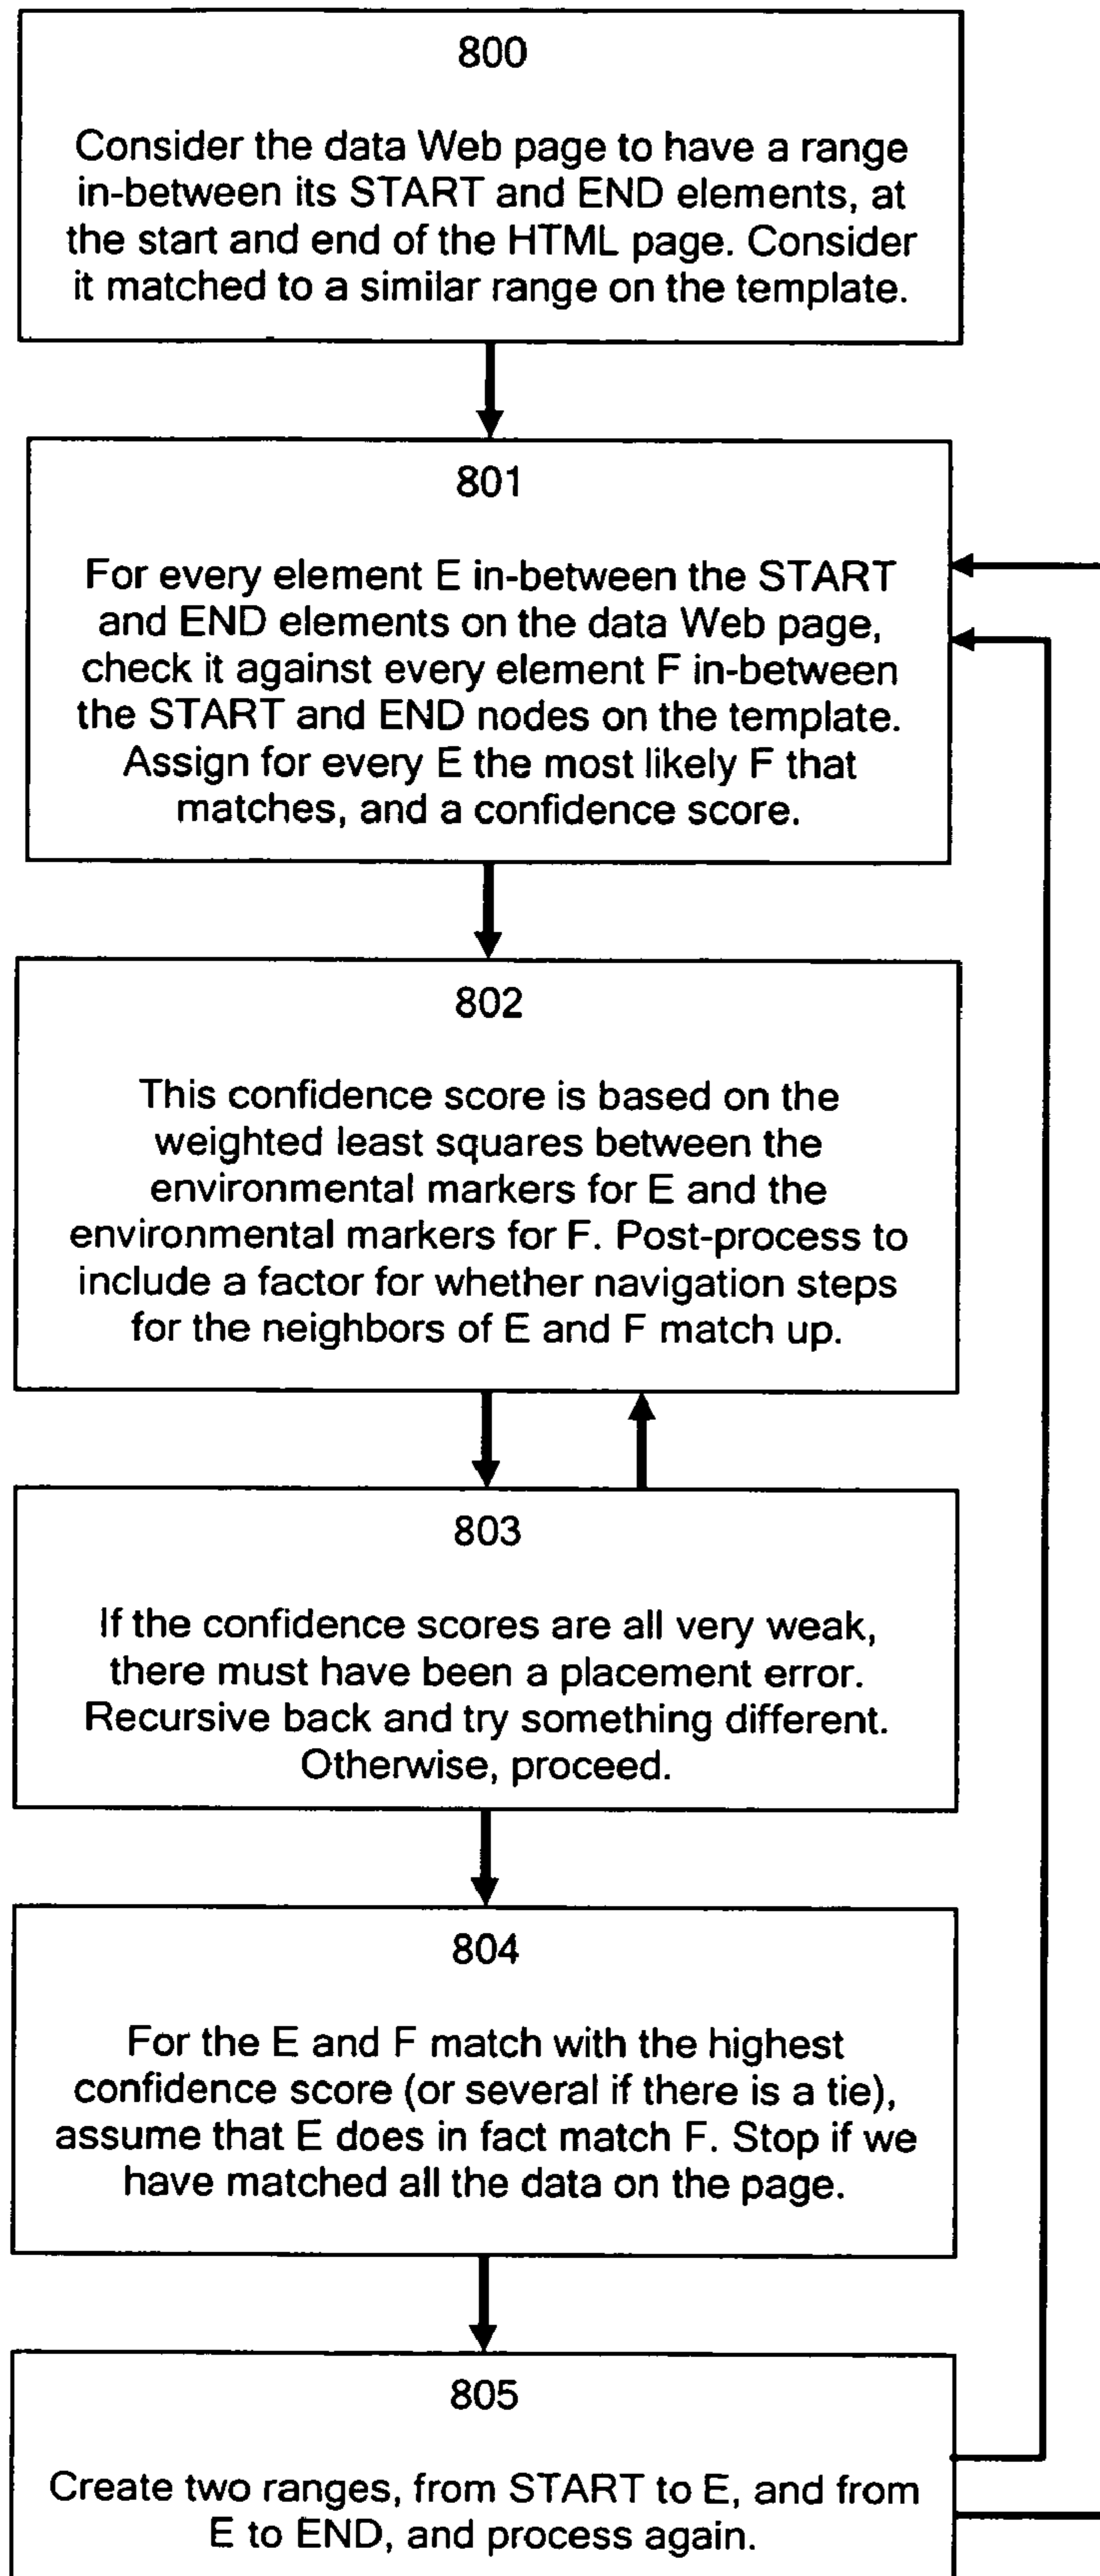 800
Consider the data Web page to have a range
in-between its START and END elements, at
the start and end of the HTML page. Consider
it matched to a similar range on the template.
801
For every element E in-between the START
and END elements on the data Web page,
check it against every element F in-between
the START and END nodes on the template.
Assign for every E the most likely F that
matches, and a confidence score.
802
This confidence score is based on the
weighted least squares between the
environmental markers for E and the
environmental markers for F. Post-process to
include a factor for whether navigation steps
for the neighbors of E and F match up.
803
If the confidence scores are all very weak,
there must have been a placement error.
Recursive back and try something different.
Otherwise, proceed.
804
For the E and F match with the highest
confidence score (or several if there is a tie),
assume that E does in fact match F. Stop if we
have matched all the data on the page.
805
Create two ranges, from START to E, and from
E to END, and process again.